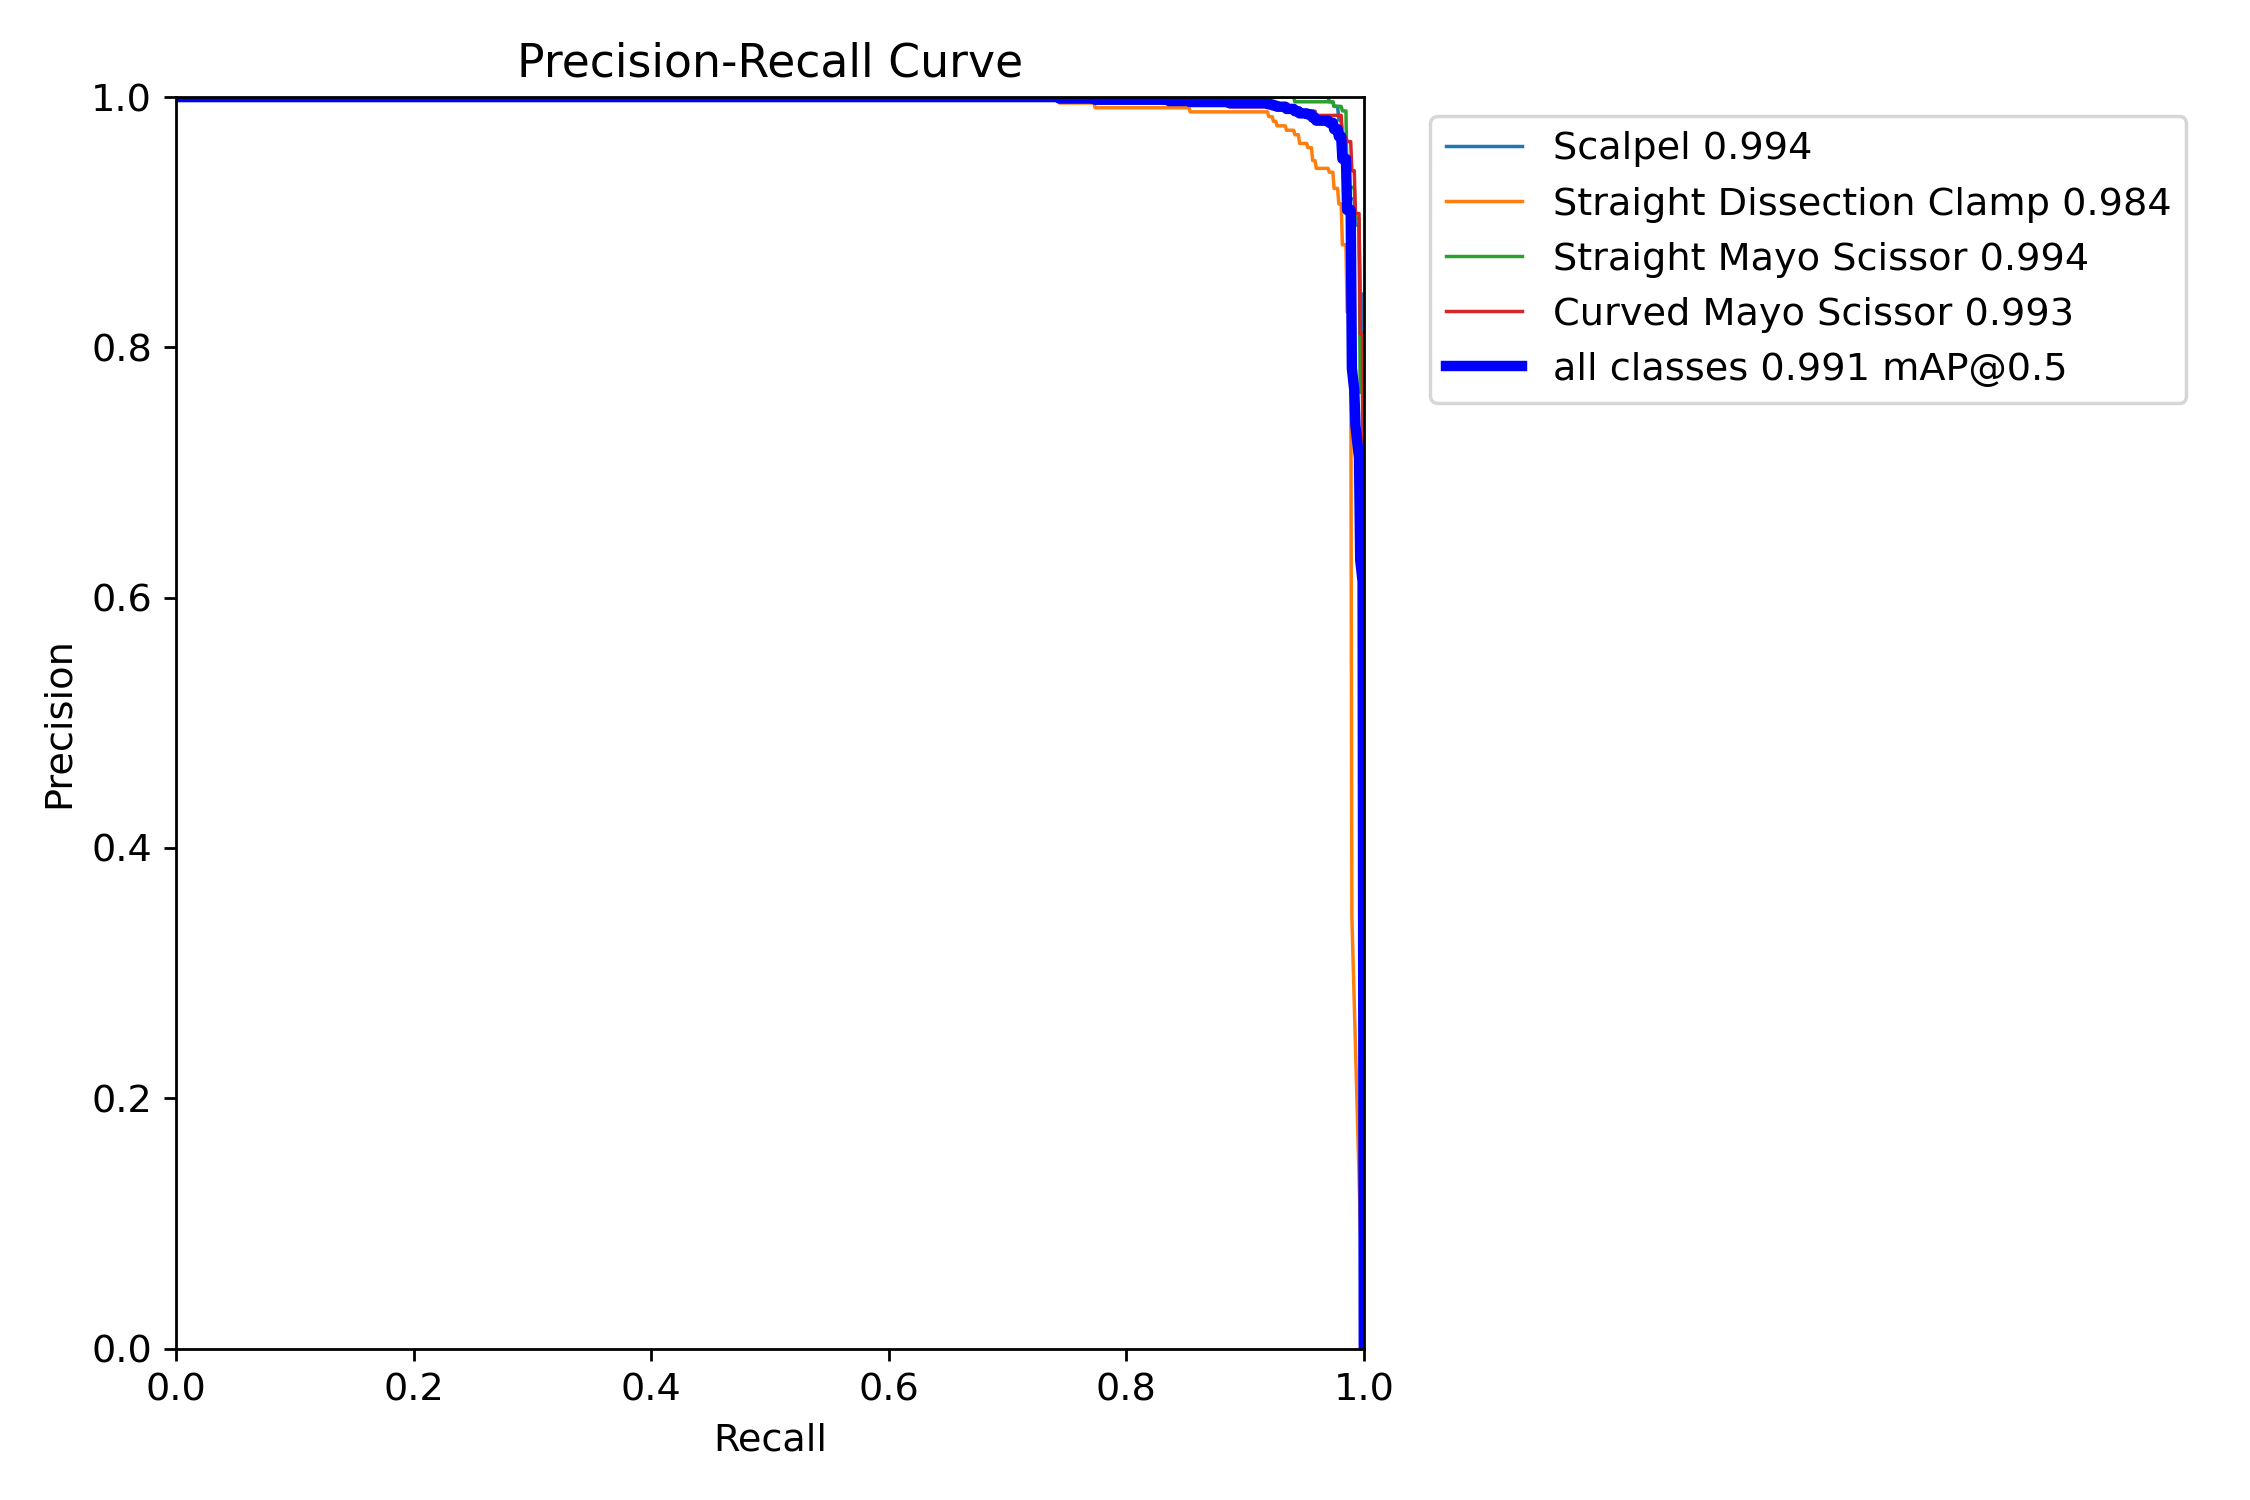 Precision-Recall Curve
1.0
0.8
0.6
0.4
0.2
0.0
Precision
0.0 0.2 0.4 0.6 0.8 1.0
Recall
Scalpel 0.994
Straight Dissection Clamp 0.984
Straight Mayo Scissor 0.994
Curved Mayo Scissor 0.993
all classes 0.991 mAP@0.5